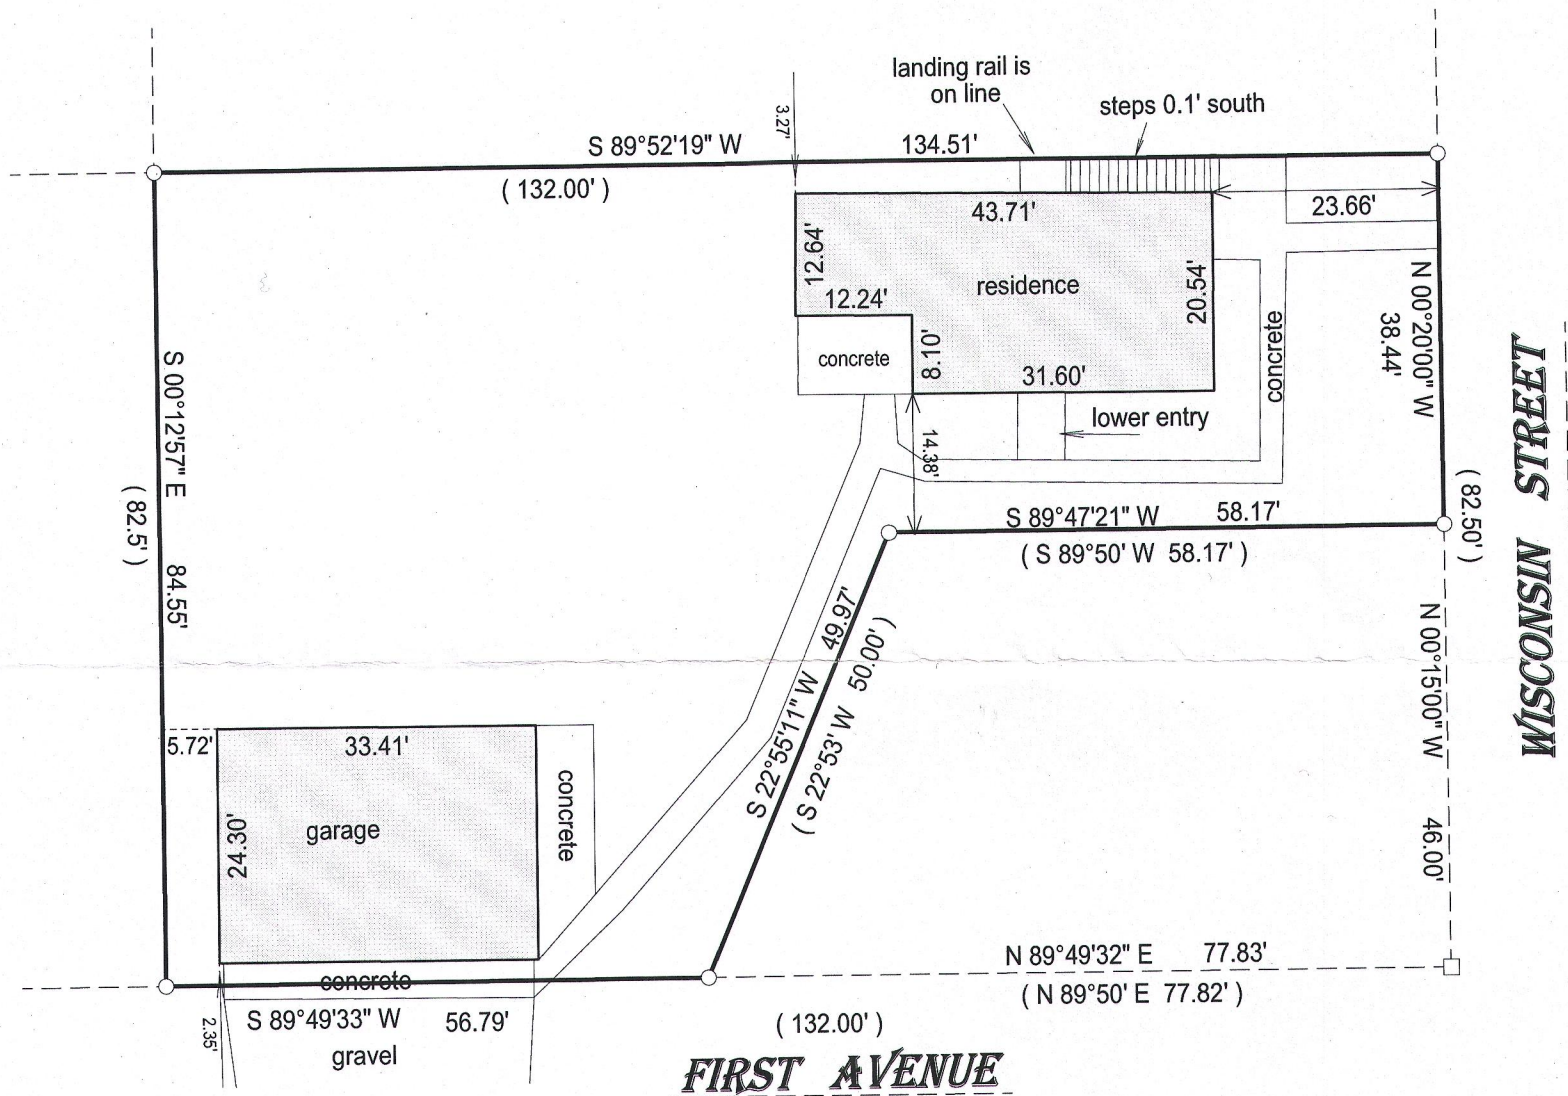 landing rail is
on line
steps 0.1' south
3.27'
S 89°52'19" W 134.51'
( 132.00' )
43.71'
23.66'
12.64'
residence
20.54'
12.24'
concrete
8.10'
31.60'
concrete
lower entry
14.38'
N 00°20'00" W
38.44'
S 00°12'57" E 84.55'
( 82.5' )
S 89°47'21" W 58.17'
( S 89°50' W 58.17' )
( 82.50' )
WISCONSIN STREET
S 22°55'11" W 49.97'
( S 22°53' W 50.00' )
N 00°15'00" W 46.00'
5.72'
33.41'
garage
24.30'
concrete
concrete
2.35'
S 89°49'33" W 56.79'
gravel
N 89°49'32" E 77.83'
( N 89°50' E 77.82' )
( 132.00' )
FIRST AVENUE